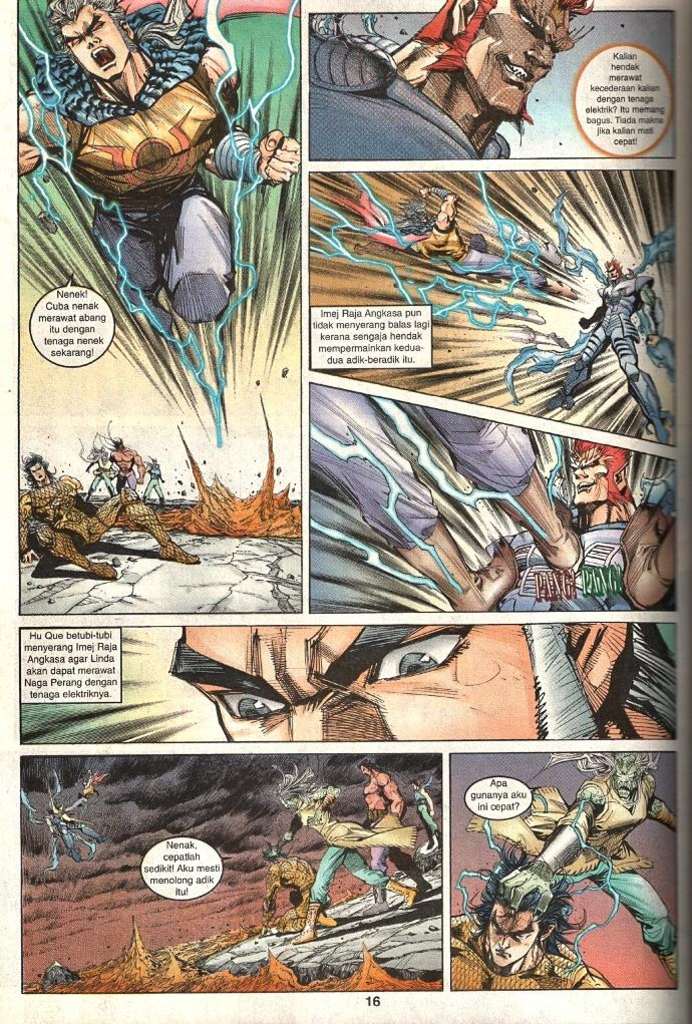 Nenek!
Cuba nenek
merawat abang
itu dengan
tenaga nenek
sekarang!
Kalian
hendak
merawat
kecederaan kalian
dengan tenaga
elektrik? Itu memang
bagus. Tiada makna
jika kalian mati
cepat!
Imej Raja Angkasa pun
tidak menyerang balas lagi
kerana sengaja hendak
mempermainkan kedua-
dua adik-beradik itu.
Hu Que betubi-tubi
menyerang Imej Raja
Angkasa agar Linda
akan dapat merawat
Naga Perang dengan
tenaga elektriknya.
Nenak,
cepatlah
sedikit! Aku mesti
menolong adik
itu!
Apa
gunanya aku
ini cepat?
16